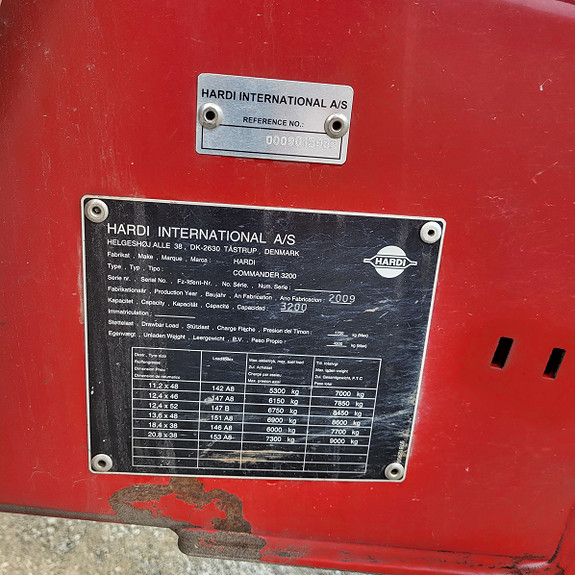 HARDI INTERNATIONAL A/S
REFERENCE NO.:
HARDI INTERNATIONAL A/S
HELGESHØJ ALLE 38, DK-2630 TÅSTRUP, DENMARK
HARDI
Fabrikat, Make, Marque, Marca: HARDI
Type, Typ, Tipo: COMMANDER 3200
Serie nr., Serial No., Fz-Ident-Nr., No. Série, Num. Serie:
Fabrikationsår, Production Year, Baujahr, An Fabrication, Ano Fabricacion: 2009
Kapacitet, Capacity, Kapazität, Capacité, Capacidad: 3200
Immatriculation:
Støttelast, Drawbar Load, Stützlast, Charge Flèche, Presion del Timon: kg (Max)
Egenvægt, Unladen Weight, Leergewicht, P.V., Peso Propio: kg (Max)
11.2 x 48 142 A8 5300 kg 7000 kg
12.4 x 46 147 A8 6150 kg 7850 kg
12.4 x 52 147 B 6750 kg 8450 kg
13.6 x 48 151 A8 6900 kg 8600 kg
18.4 x 38 146 A8 6000 kg 7700 kg
20.8 x 38 153 A8 7300 kg 9000 kg